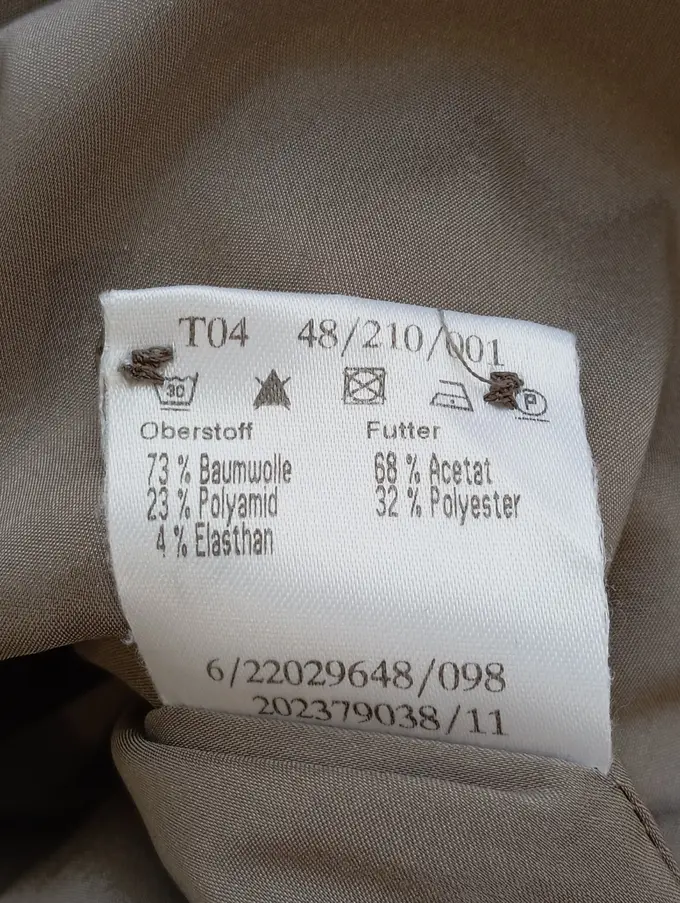 T04 48/210/001
30 P
Oberstoff Futter
73 % Baumwolle 68 % Acetat
23 % Polyamid 32 % Polyester
4 % Elasthan
6/22029648/098
202379038/11